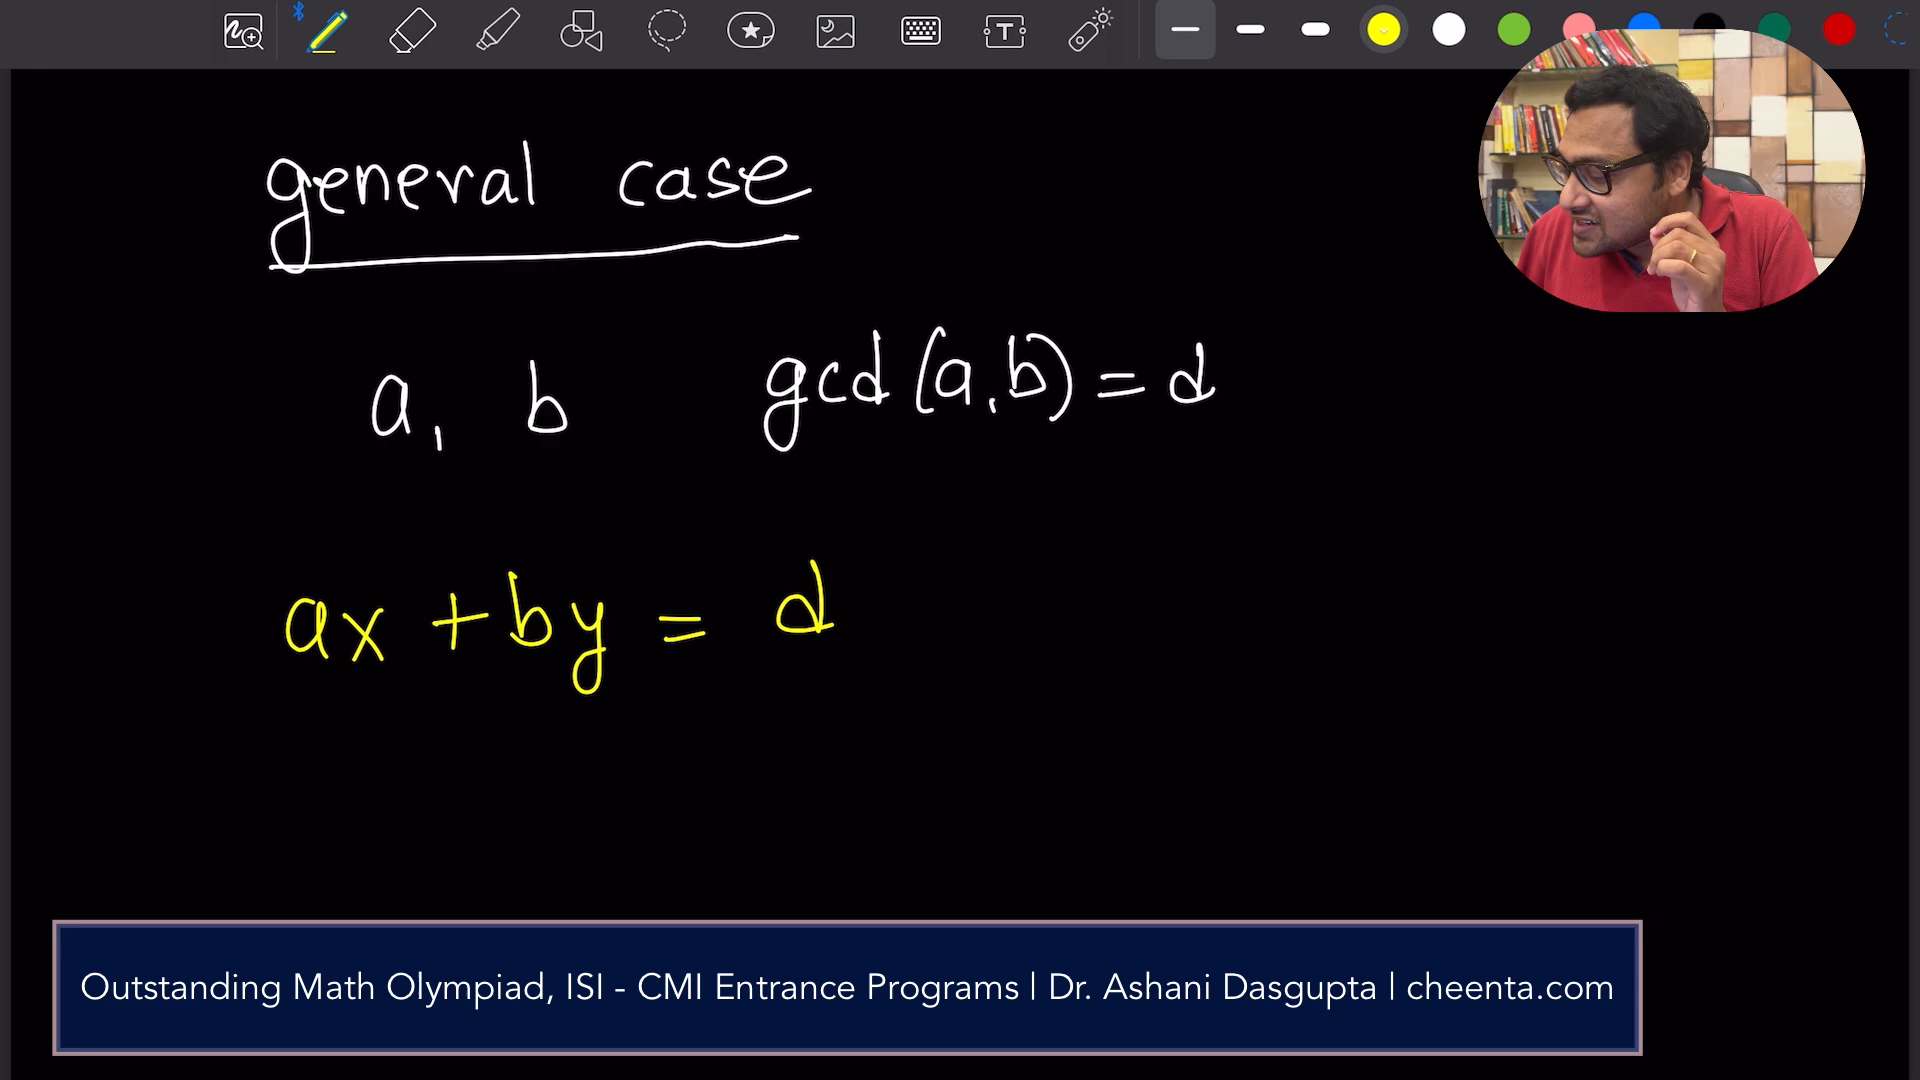 general case
a, b gcd(a,b) = d
ax + by = d
Outstanding Math Olympiad, ISI - CMI Entrance Programs | Dr. Ashani Dasgupta | cheenta.com